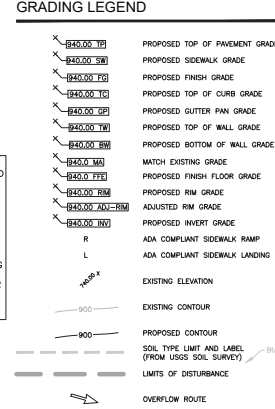 GRADING LEGEND
940.00 TP PROPOSED TOP OF PAVEMENT GRAD
940.00 SW PROPOSED SIDEWALK GRADE
940.00 FG PROPOSED FINISH GRADE
940.00 TC PROPOSED TOP OF CURB GRADE
940.00 GP PROPOSED GUTTER PAN GRADE
940.00 TW PROPOSED TOP OF WALL GRADE
940.00 BW PROPOSED BOTTOM OF WALL GRADE
940.0 MA MATCH EXISTING GRADE
940.0 FFE PROPOSED FINISH FLOOR GRADE
940.00 RIM PROPOSED RIM GRADE
940.00 ADJ-RIM ADJUSTED RIM GRADE
940.00 INV PROPOSED INVERT GRADE
R ADA COMPLIANT SIDEWALK RAMP
L ADA COMPLIANT SIDEWALK LANDING
740.00 x EXISTING ELEVATION
900 EXISTING CONTOUR
900 PROPOSED CONTOUR
SOIL TYPE LIMIT AND LABEL
(FROM USGS SOIL SURVEY)
LIMITS OF DISTURBANCE
OVERFLOW ROUTE